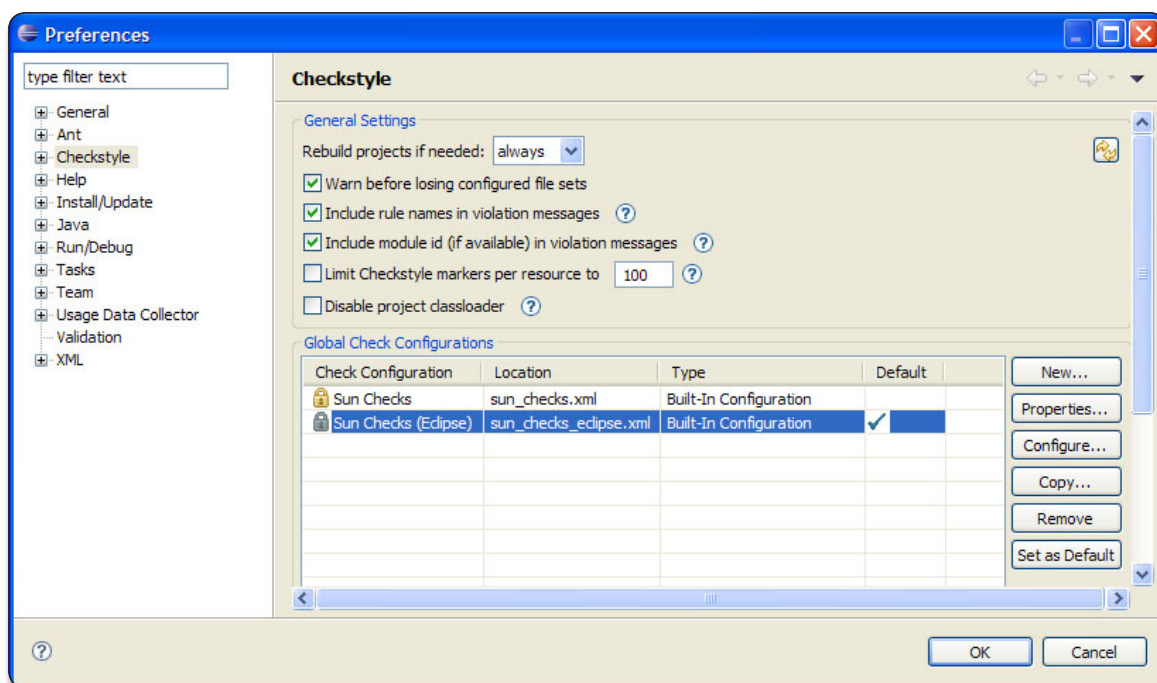 Preferences
type filter text
General
Ant
Checkstyle
Help
Install/Update
Java
Run/Debug
Tasks
Team
Usage Data Collector
Validation
XML
Checkstyle
General Settings
Rebuild projects if needed: always
Warn before losing configured file sets
Include rule names in violation messages ?
Include module id (if available) in violation messages ?
Limit Checkstyle markers per resource to 100 ?
Disable project classloader ?
Global Check Configurations
Check Configuration Location Type Default
Sun Checks sun_checks.xml Built-In Configuration
Sun Checks (Eclipse) sun_checks_eclipse.xml Built-In Configuration
New...
Properties...
Configure...
Copy...
Remove
Set as Default
? OK Cancel